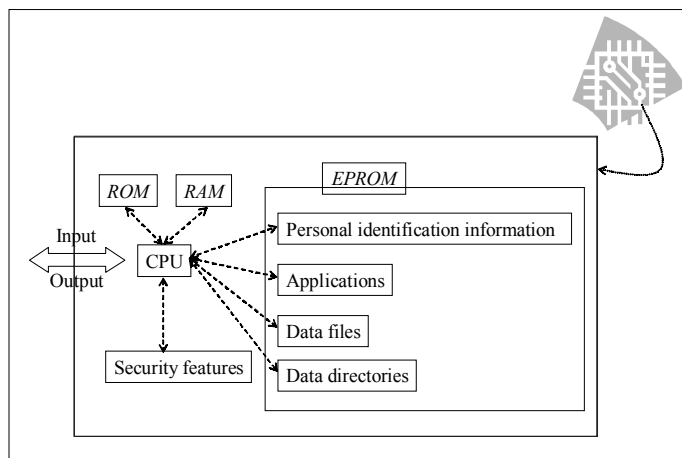 EPROM
ROM
RAM
Personal identification information
Input
CPU
Output
Applications
Data files
Security features
Data directories